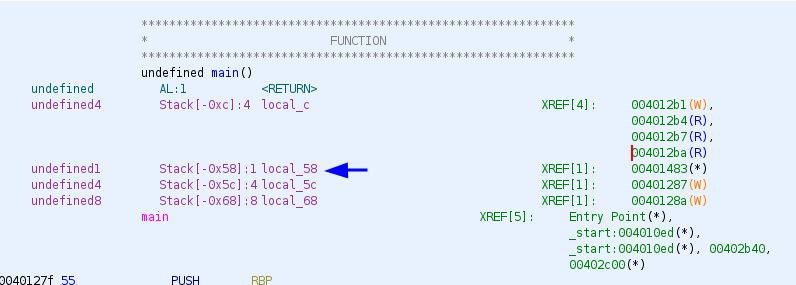 **************************************************************
* FUNCTION *
**************************************************************
undefined main()
undefined AL:1 <RETURN>
undefined4 Stack[-0xc]:4 local_c XREF[4]: 004012b1(W),
004012b4(R),
004012b7(R),
004012ba(R)
undefined1 Stack[-0x58]:1 local_58 XREF[1]: 00401483(*)
undefined4 Stack[-0x5c]:4 local_5c XREF[1]: 00401287(W)
undefined8 Stack[-0x68]:8 local_68 XREF[1]: 0040128a(W)
main XREF[5]: Entry Point(*),
_start:004010ed(*),
_start:004010ed(*), 00402b40,
00402c00(*)
0040127f 55 PUSH RBP